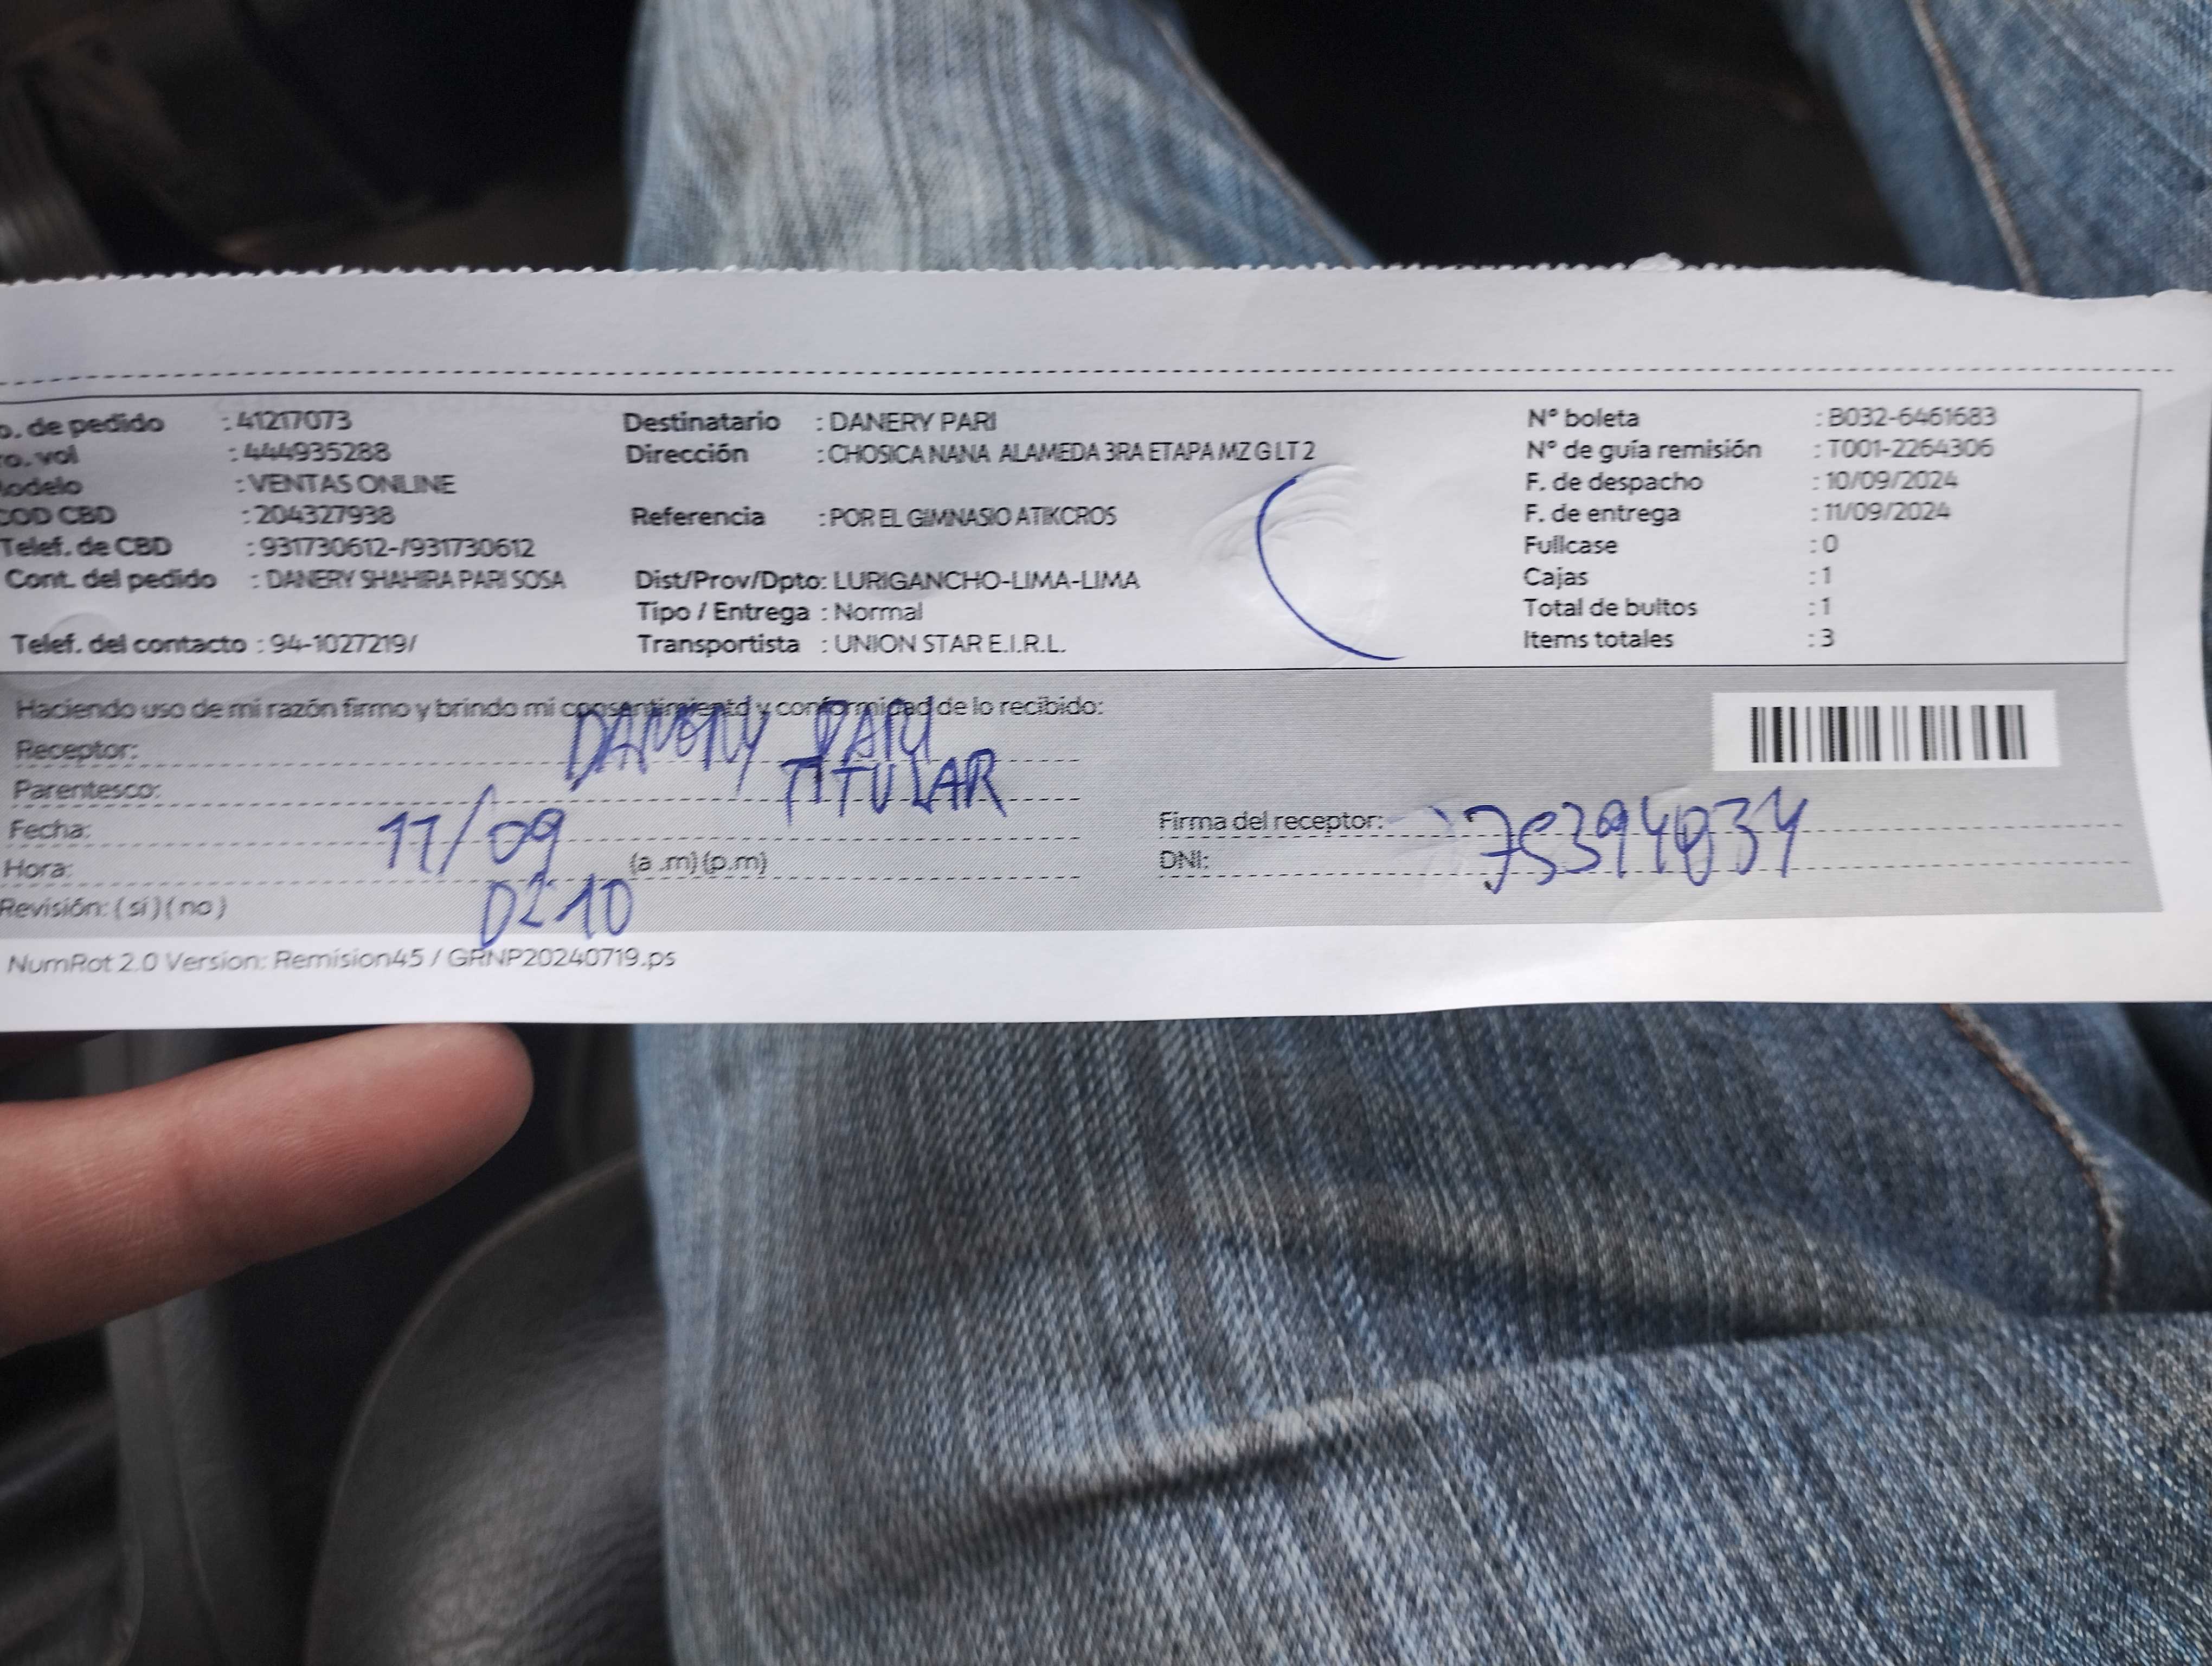 o. de pedido : 41217073 Destinatario : DANERY PARI N° boleta : B032-6461683
ro. vol : 444935288 Dirección : CHOSICA NANA ALAMEDA 3RA ETAPA MZ G LT 2 N° de guía remisión : T001-2264306
odelo : VENTAS ONLINE F. de despacho : 10/09/2024
COD CBD : 204327938 Referencia : POR EL GIMNASIO ATIKCROS F. de entrega : 11/09/2024
Telef. de CBD : 931730612-/931730612 Fullcase : 0
Cont. del pedido : DANERY SHAHIRA PARI SOSA Dist/Prov/Dpto: LURIGANCHO-LIMA-LIMA Cajas : 1
Tipo / Entrega : Normal Total de bultos : 1
Telef. del contacto : 94-1027219/ Transportista : UNION STAR E.I.R.L. Items totales : 3
Haciendo uso de mi razón firmo y brindo mi consentimiento y conformidad de lo recibido:
Receptor: DANERY PARI
Parentesco: TITULAR
Fecha: 11/09 Firma del receptor:
Hora: (a .m) (p.m) DNI: 75394034
Revisión: ( si ) ( no )
NumRot 2.0 Version: Remision45 / GRNP20240719.ps